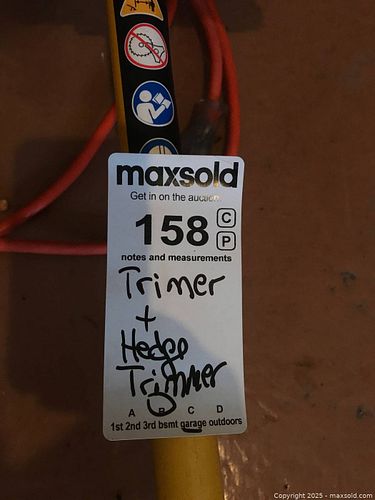 maxsold
Get in on the auction.
158 C
P
notes and measurements
Trimer
+
Hedge
Trimmer
A B C D
1st 2nd 3rd bsmt garage outdoors
Copyright © 2025 - maxsold.com